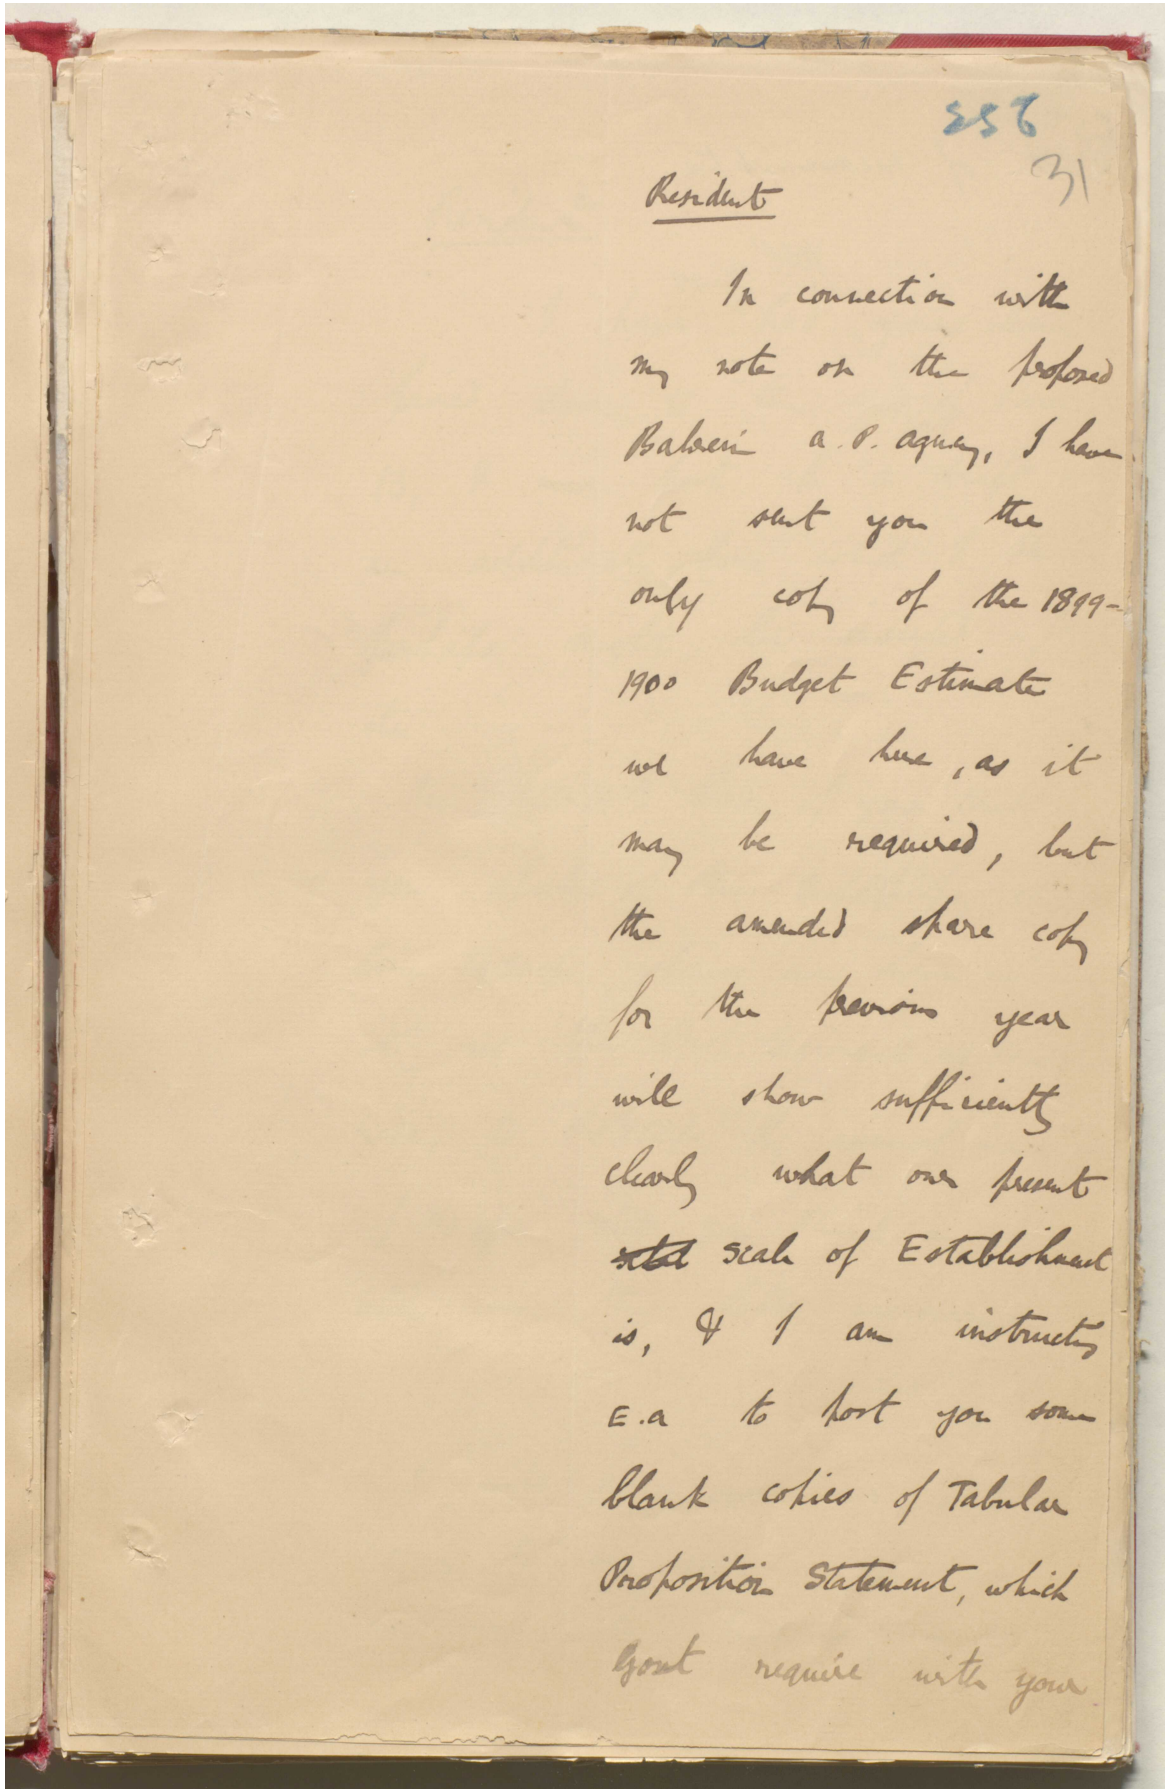 256
31
Resident
In connection with
my note on the proposed
Bahrein A.P. Agency, I have
not sent you the
only copy of the 1899-
1900 Budget Estimate
we have here, as it
may be required, but
the amended spare copy
for the previous year
will show sufficiently
clearly what our present
scale of Establishment
is, & I am instructing
E.A to post you some
blank copies of Tabular
Proposition Statement, which
Govt require with your